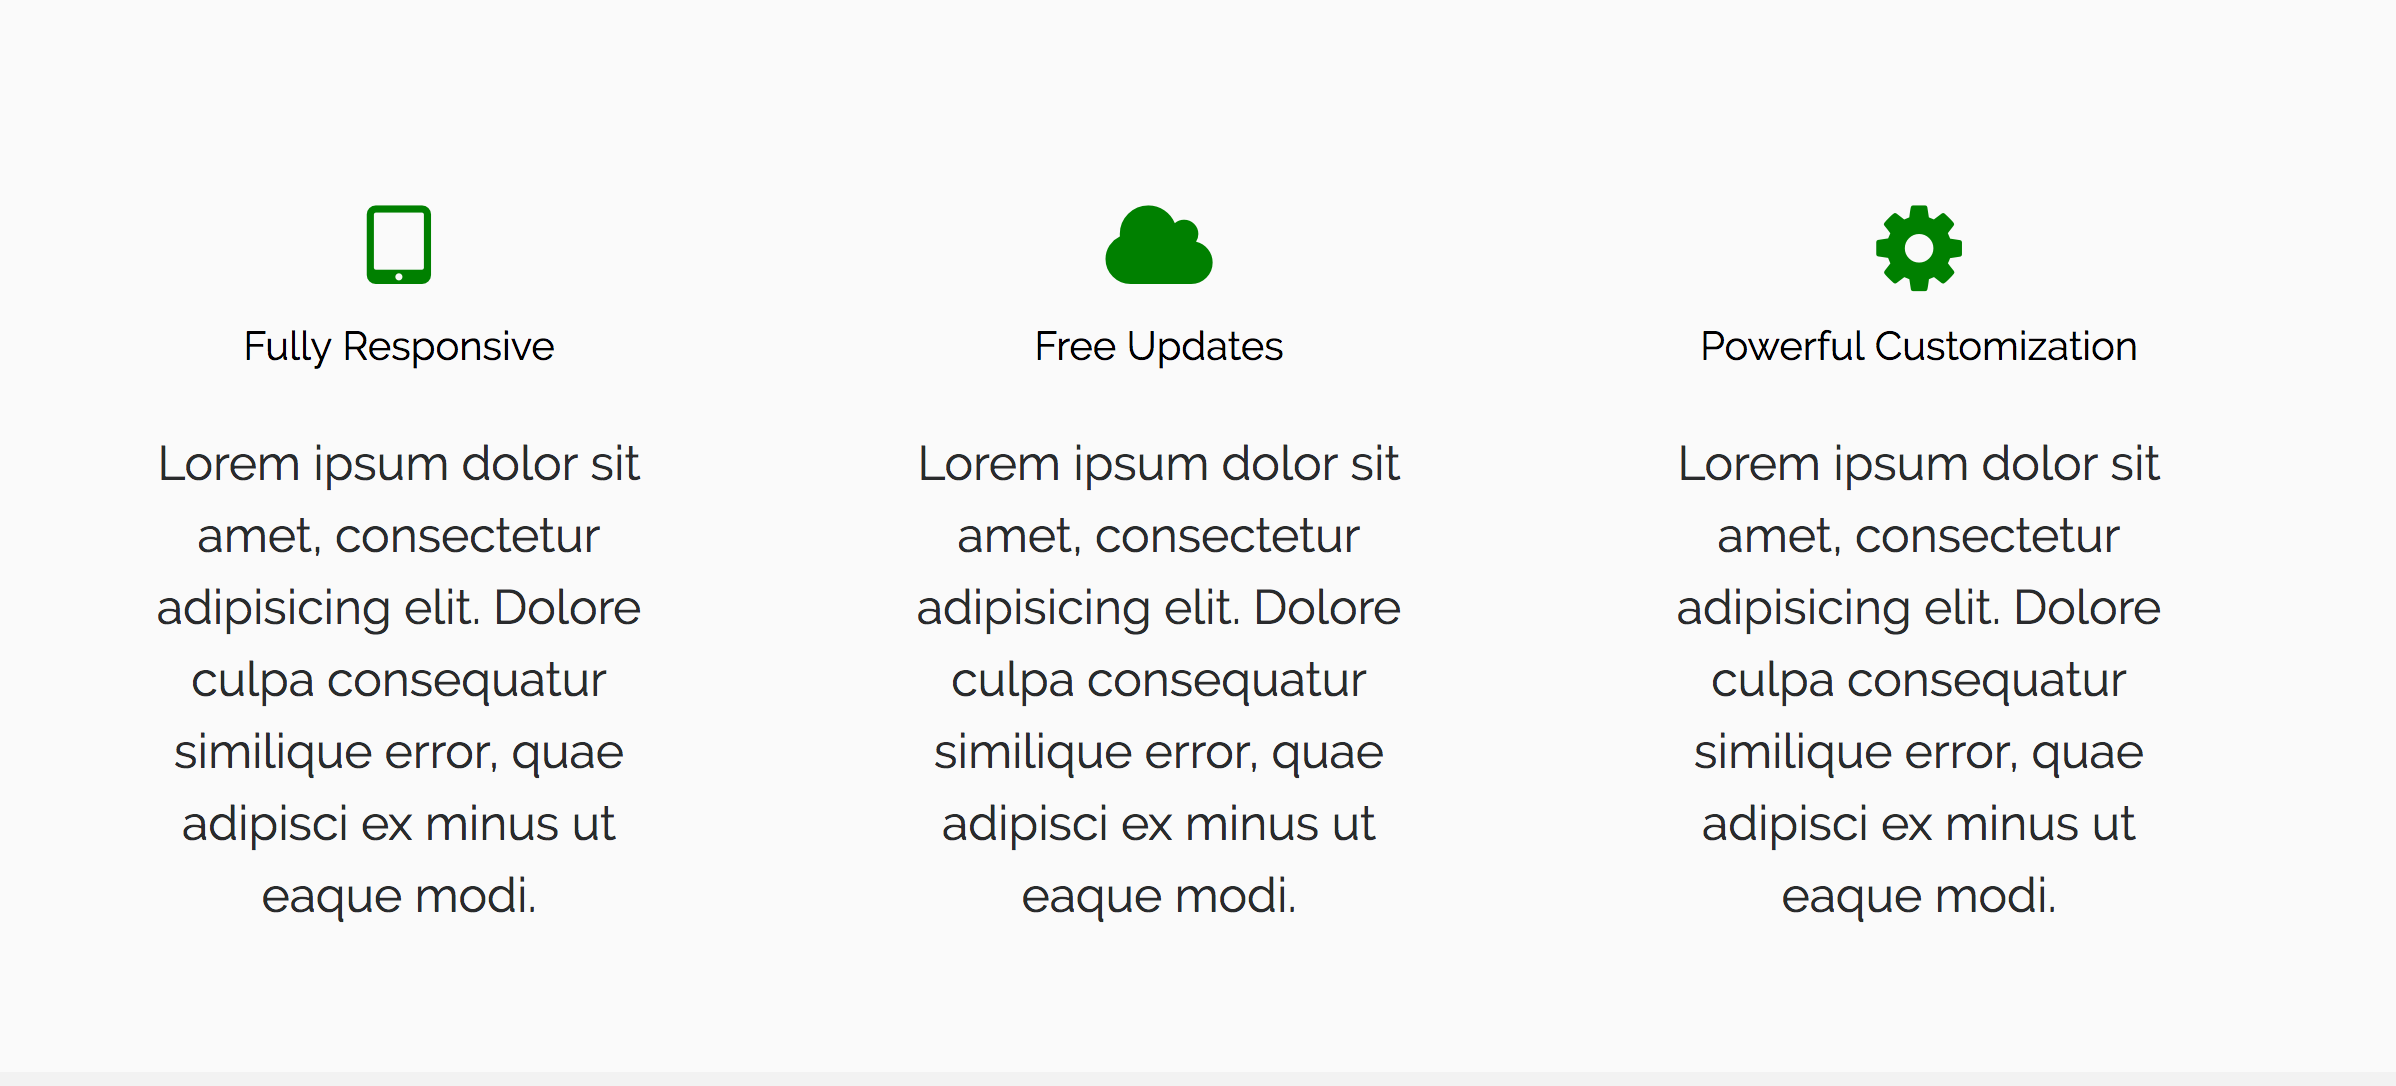 Fully Responsive
Lorem ipsum dolor sit
amet, consectetur
adipisicing elit. Dolore
culpa consequatur
similique error, quae
adipisci ex minus ut
eaque modi.
Free Updates
Lorem ipsum dolor sit
amet, consectetur
adipisicing elit. Dolore
culpa consequatur
similique error, quae
adipisci ex minus ut
eaque modi.
Powerful Customization
Lorem ipsum dolor sit
amet, consectetur
adipisicing elit. Dolore
culpa consequatur
similique error, quae
adipisci ex minus ut
eaque modi.